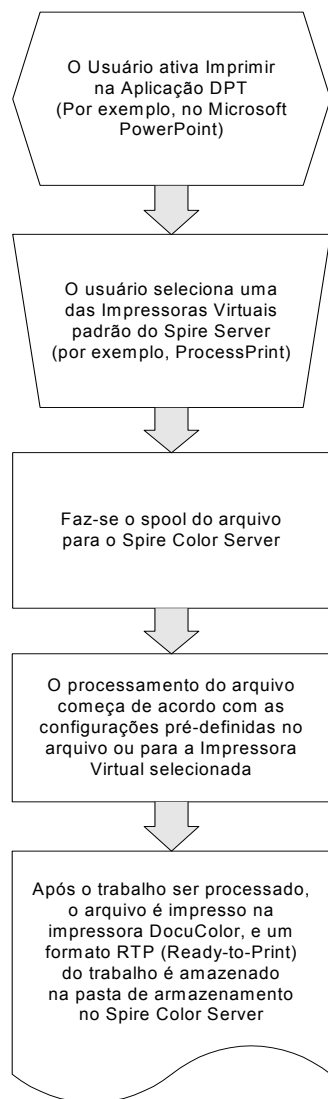 O Usuário ativa Imprimir
na Aplicação DPT
(Por exemplo, no Microsoft
PowerPoint)
O usuário seleciona uma
das Impressoras Virtuais
padrão do Spire Server
(por exemplo, ProcessPrint)
Faz-se o spool do arquivo
para o Spire Color Server
O processamento do arquivo
começa de acordo com as
configurações pré-definidas no
arquivo ou para a Impressora
Virtual selecionada
Após o trabalho ser processado,
o arquivo é impresso na
impressora DocuColor, e um
formato RTP (Ready-to-Print)
do trabalho é amazenado
na pasta de armazenamento
no Spire Color Server